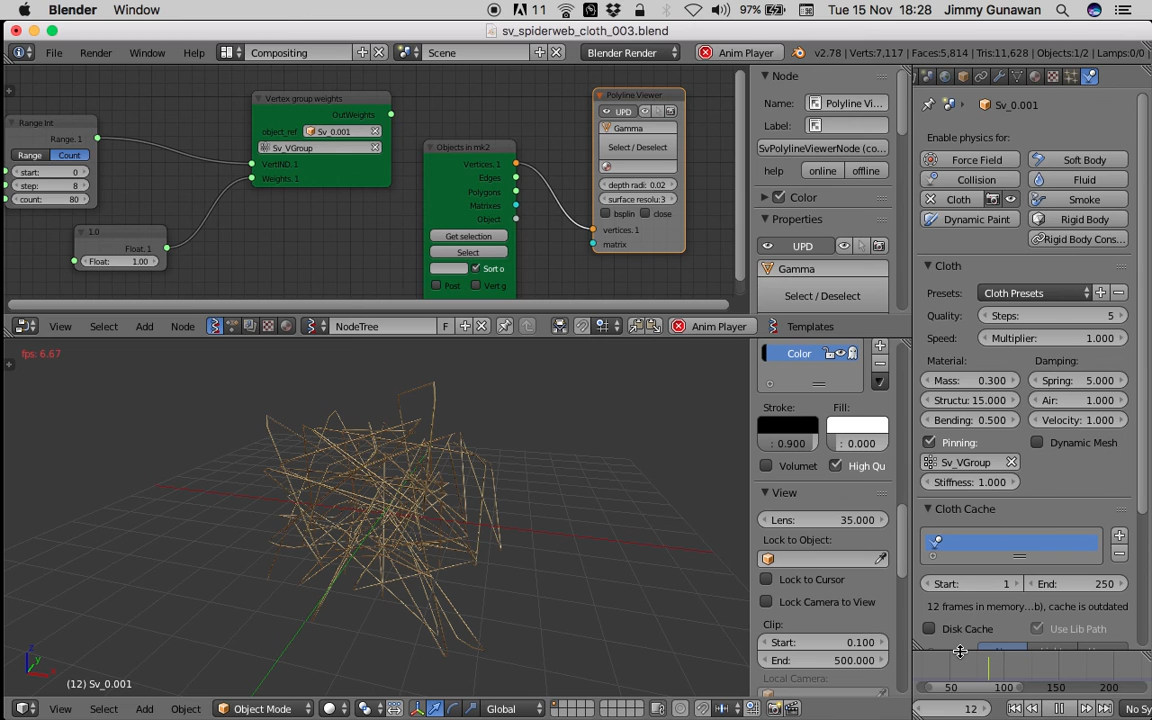 Blender Window 11 97% Tue 15 Nov 18:28 Jimmy Gunawan
sv_spiderweb_cloth_003.blend
File Render Window Help Compositing Scene Blender Render Anim Player v2.78 | Verts:7,117 | Faces:5,814 | Tris:11,628 | Objects:1/2 | Lamps:0/0
Range Int
Range. 1
Range Count
start: 0
step: 8
count: 80
1.0
Float. 1
Float: 1.00
Vertex group weights
OutWeights
object_ref Sv_0.001
Sv_VGroup
VertIND. 1
Weights. 1
Objects in mk2
Vertices. 1
Edges
Polygons
Matrixes
Object
Get selection
Select
Sort o
Post Vert g
Polyline Viewer
UPD
Gamma
Select / Deselect
depth radi: 0.02
surface resolu: 3
bsplin close
vertices. 1
matrix
Node
Name: Polyline Vi...
Label:
SvPolylineViewerNode (co...
help online offline
Color
Properties
UPD
Gamma
Select / Deselect
View Select Add Node NodeTree F Anim Player Templates
fps: 6.67
(12) Sv_0.001
z
y
x
Color
Stroke: Fill:
: 0.900 : 0.000
Volumet High Qu
View
Lens: 35.000
Lock to Object:
Lock to Cursor
Lock Camera to View
Clip:
Start: 0.100
End: 500.000
Local Camera:
View Select Add Object Object Mode Global
Sv_0.001
Enable physics for:
Force Field Soft Body
Collision Fluid
Cloth Smoke
Dynamic Paint Rigid Body
Rigid Body Cons...
Cloth
Presets: Cloth Presets
Quality: Steps: 5
Speed: Multiplier: 1.000
Material: Damping:
Mass: 0.300 Spring: 5.000
Structu: 15.000 Air: 1.000
Bending: 0.500 Velocity: 1.000
Pinning: Dynamic Mesh
Sv_VGroup
Stiffness: 1.000
Cloth Cache
Start: 1 End: 250
12 frames in memory...b), cache is outdated
Disk Cache Use Lib Path
50 100 150 200
12 No Sy